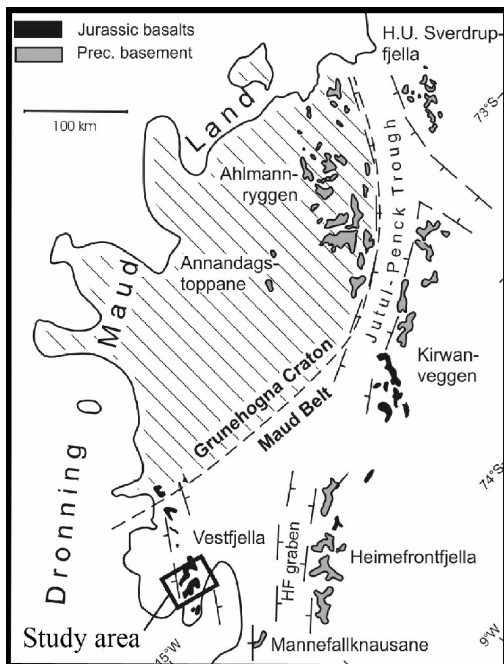 Jurassic basalts
Prec. basement
H.U. Sverdrup-
fjella
73°S
100 km
Dronning Maud Land
Ahlmann-
ryggen
Jutul-Penck Trough
Annandags-
toppane
Kirwan-
veggen
Grunehogna Craton
Maud Belt
74°S
Vestfjella
HF graben
Heimefrontfjella
Study area
15°W
Mannefallknausane
9°W